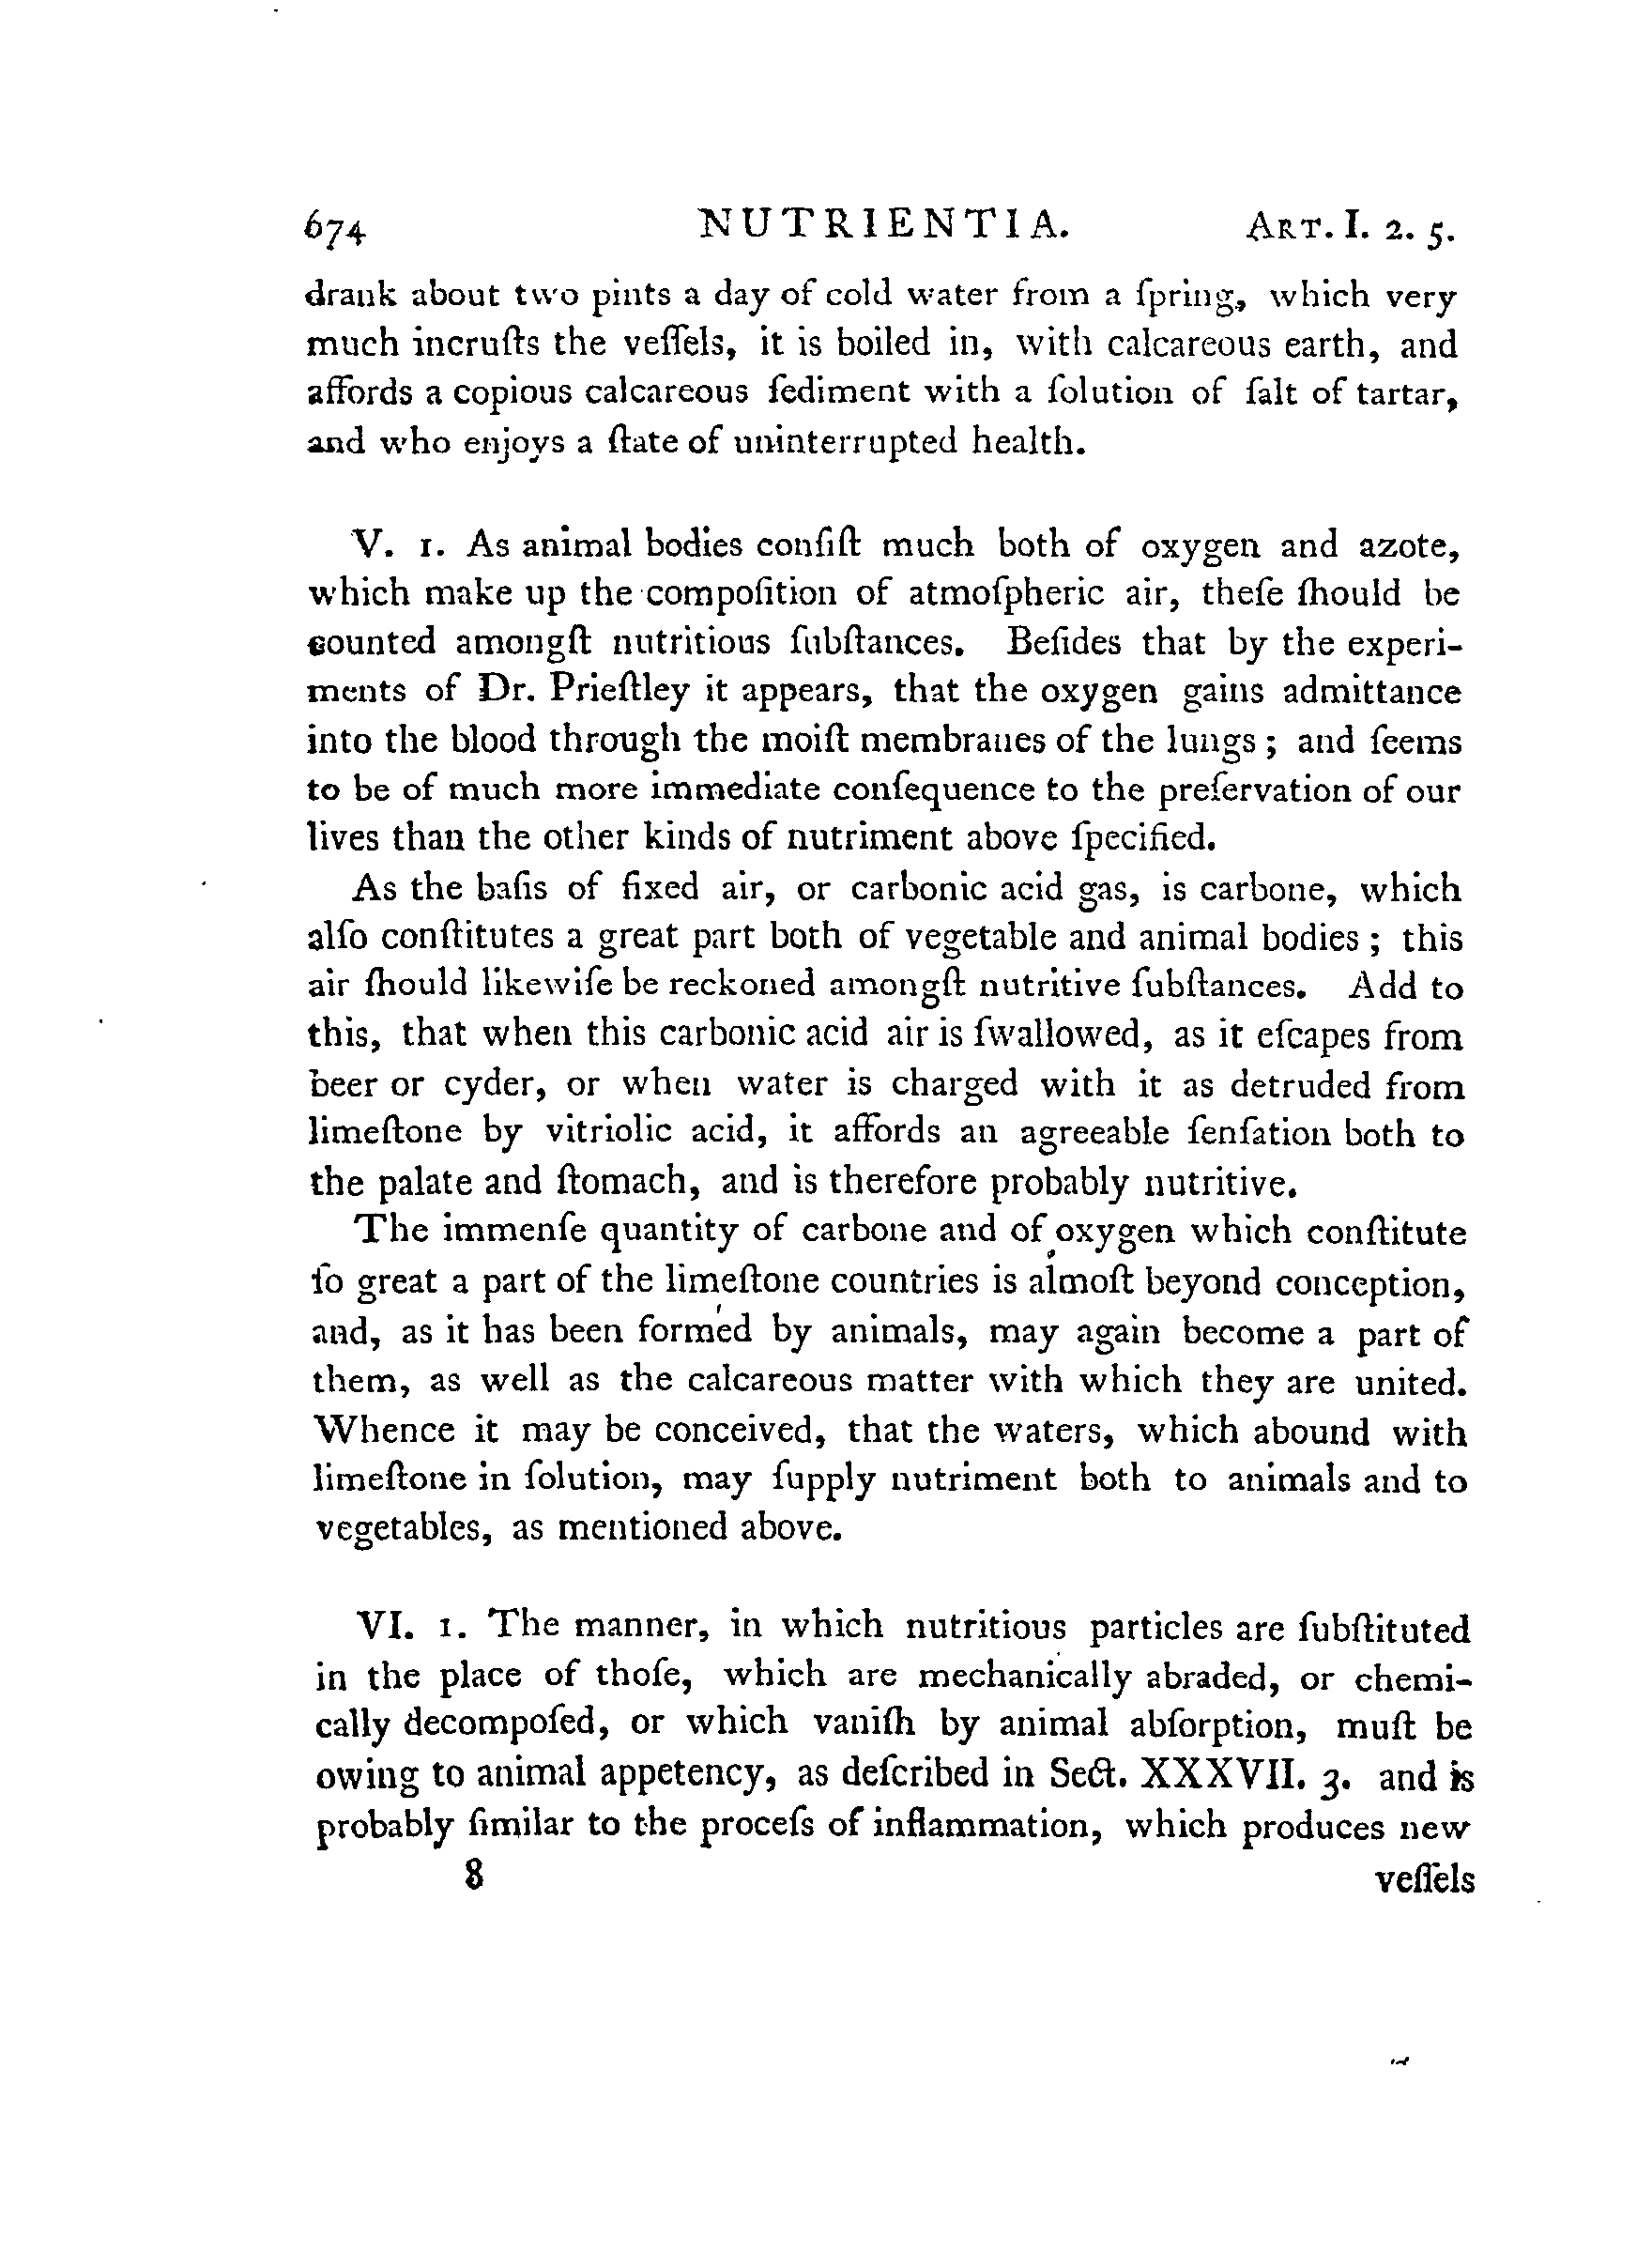 674 NUTRIENTIA. ART. I. 2. 5.
drank about two pints a day of cold water from a ſpring, which very
much incruſts the veſſels, it is boiled in, with calcareous earth, and
affords a copious calcareous ſediment with a ſolution of ſalt of tartar,
and who enjoys a ſtate of uninterrupted health.
V. 1. As animal bodies conſiſt much both of oxygen and azote,
which make up the compoſition of atmoſpheric air, theſe ſhould be
counted amongſt nutritious ſubſtances. Beſides that by the experi-
ments of Dr. Prieſtley it appears, that the oxygen gains admittance
into the blood through the moiſt membranes of the lungs; and ſeems
to be of much more immediate conſequence to the preſervation of our
lives than the other kinds of nutriment above ſpecified.
As the baſis of fixed air, or carbonic acid gas, is carbone, which
alſo conſtitutes a great part both of vegetable and animal bodies; this
air ſhould likewiſe be reckoned amongſt nutritive ſubſtances. Add to
this, that when this carbonic acid air is ſwallowed, as it eſcapes from
beer or cyder, or when water is charged with it as detruded from
limeſtone by vitriolic acid, it affords an agreeable ſenſation both to
the palate and ſtomach, and is therefore probably nutritive.
The immenſe quantity of carbone and of oxygen which conſtitute
ſo great a part of the limeſtone countries is almoſt beyond conception,
and, as it has been formed by animals, may again become a part of
them, as well as the calcareous matter with which they are united.
Whence it may be conceived, that the waters, which abound with
limeſtone in ſolution, may ſupply nutriment both to animals and to
vegetables, as mentioned above.
VI. 1. The manner, in which nutritious particles are ſubſtituted
in the place of thoſe, which are mechanically abraded, or chemi-
cally decompoſed, or which vaniſh by animal abſorption, muſt be
owing to animal appetency, as deſcribed in Sect. XXXVII. 3. and is
probably ſimilar to the proceſs of inflammation, which produces new
8 veſſels